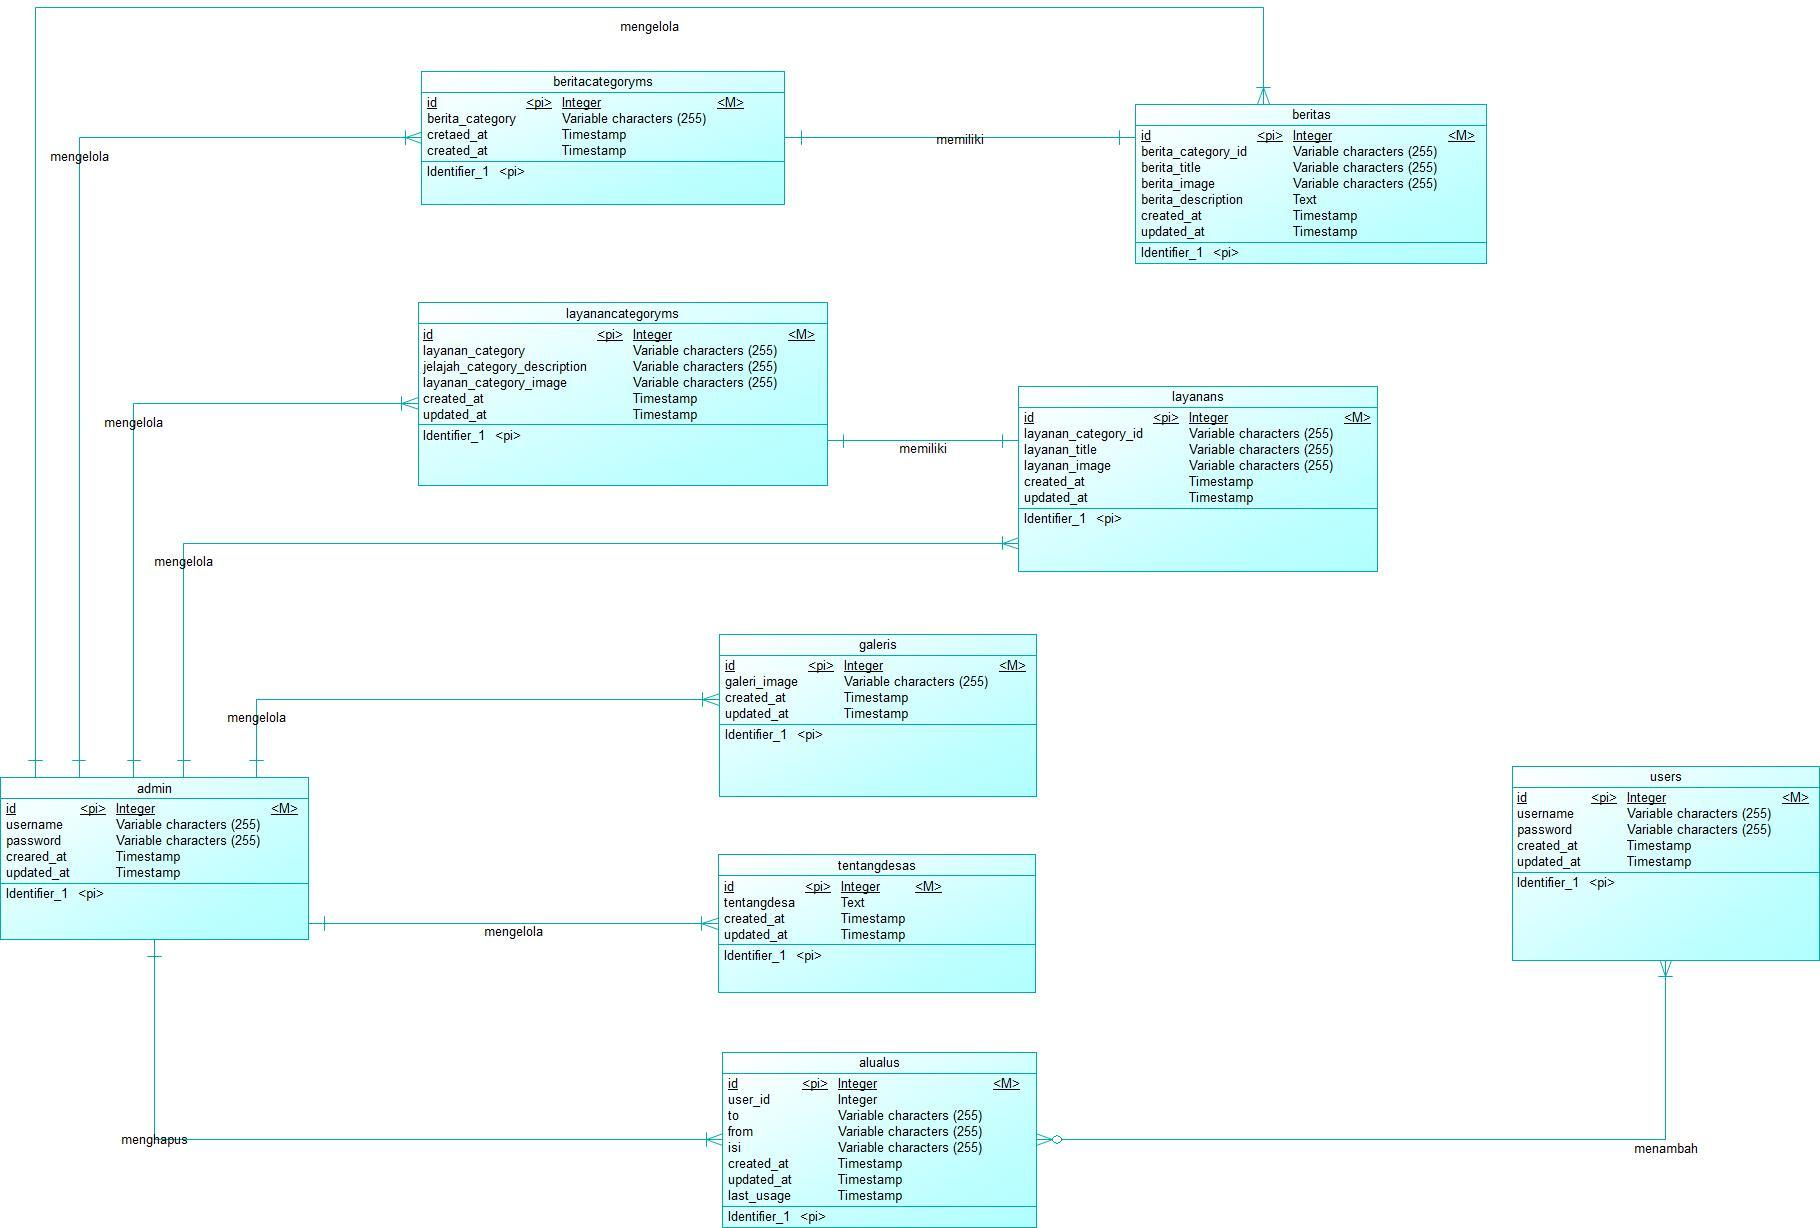 mengelola
beritacategoryms
id <pi> Integer <M>
berita_category Variable characters (255)
cretaed_at Timestamp
created_at Timestamp
Identifier_1 <pi>
mengelola
memiliki
beritas
id <pi> Integer <M>
berita_category_id Variable characters (255)
berita_title Variable characters (255)
berita_image Variable characters (255)
berita_description Text
created_at Timestamp
updated_at Timestamp
Identifier_1 <pi>
layanancategoryms
id <pi> Integer <M>
layanan_category Variable characters (255)
jelajah_category_description Variable characters (255)
layanan_category_image Variable characters (255)
created_at Timestamp
updated_at Timestamp
Identifier_1 <pi>
mengelola
memiliki
layanans
id <pi> Integer <M>
layanan_category_id Variable characters (255)
layanan_title Variable characters (255)
layanan_image Variable characters (255)
created_at Timestamp
updated_at Timestamp
Identifier_1 <pi>
mengelola
galeris
id <pi> Integer <M>
galeri_image Variable characters (255)
created_at Timestamp
updated_at Timestamp
Identifier_1 <pi>
mengelola
admin
id <pi> Integer <M>
username Variable characters (255)
password Variable characters (255)
creared_at Timestamp
updated_at Timestamp
Identifier_1 <pi>
users
id <pi> Integer <M>
username Variable characters (255)
password Variable characters (255)
created_at Timestamp
updated_at Timestamp
Identifier_1 <pi>
tentangdesas
id <pi> Integer <M>
tentangdesa Text
created_at Timestamp
updated_at Timestamp
Identifier_1 <pi>
mengelola
alualus
id <pi> Integer <M>
user_id Integer
to Variable characters (255)
from Variable characters (255)
isi Variable characters (255)
created_at Timestamp
updated_at Timestamp
last_usage Timestamp
Identifier_1 <pi>
menghapus
menambah